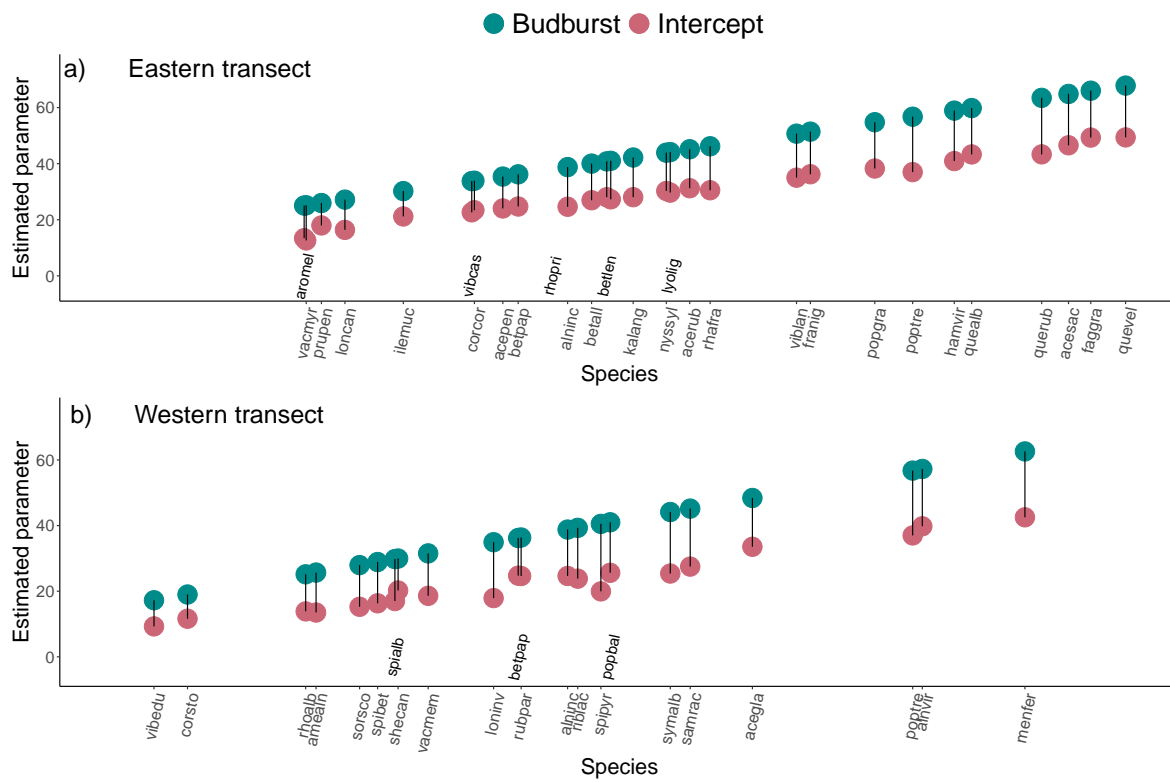 Budburst Intercept
a) Eastern transect
Estimated parameter
60
40
20
0
aromel vibcas rhopri betlen lyolig
vacmyr prupen loncan ilemuc corcor acepen betpap alninc betall kalang nyssyl acerub rhafra viblan franig popgra poptre hamvir quealb querub acesac faggra quevel
Species
b) Western transect
Estimated parameter
60
40
20
0
spialb betpap popbal
vibedu corsto rhoalb amealn sorsco spibet shecan vacmem loninv rubpar alninc riblac spipyr symalb samrac acegla poptre alnvir menfer
Species